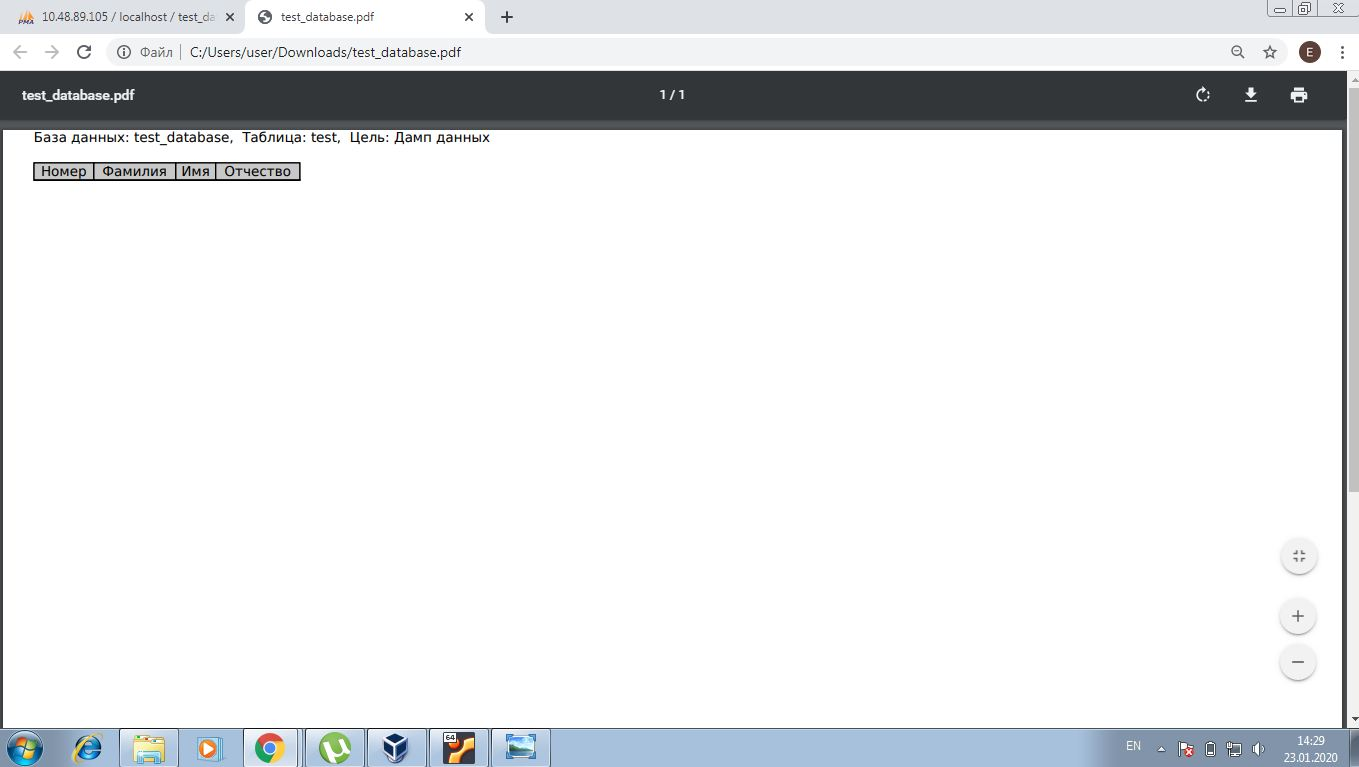 10.48.89.105 / localhost / test_da
test_database.pdf
Файл
C:/Users/user/Downloads/test_database.pdf
E
test_database.pdf
1 / 1
База данных: test_database, Таблица: test, Цель: Дамп данных
Номер Фамилия Имя Отчество
64
EN
14:29
23.01.2020